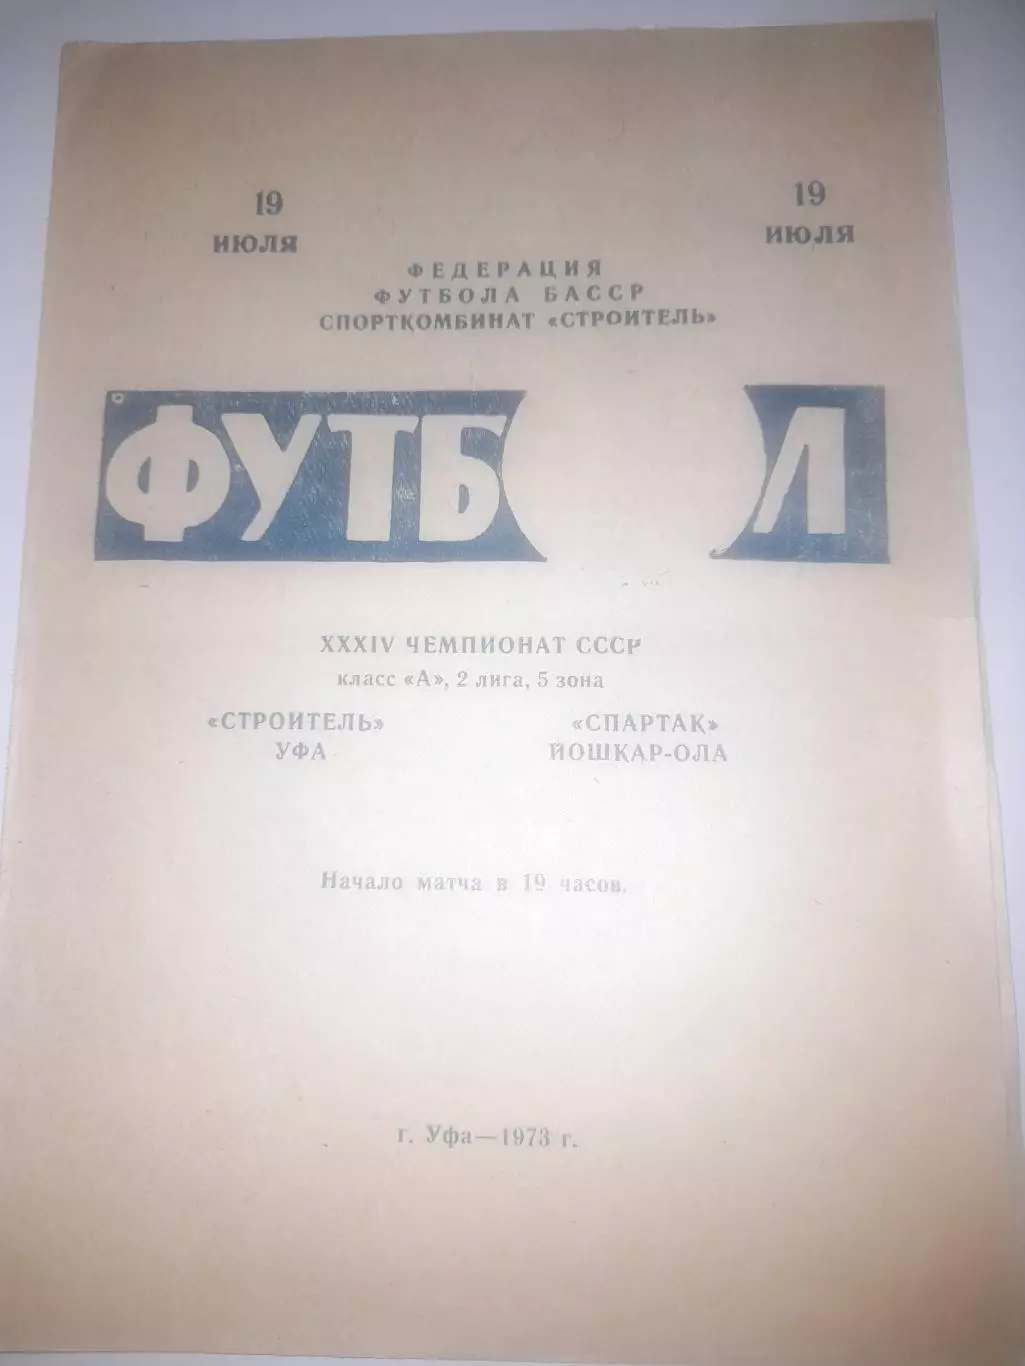 19 19
ИЮЛЯ ИЮЛЯ
ФЕДЕРАЦИЯ
ФУТБОЛА БАССР
СПОРТКОМБИНАТ «СТРОИТЕЛЬ»
ФУТБ Л
XXXIV ЧЕМПИОНАТ СССР
класс «А», 2 лига, 5 зона
«СТРОИТЕЛЬ» «СПАРТАК»
УФА ЙОШКАР-ОЛА
Начало матча в 19 часов.
г. Уфа—1973 г.